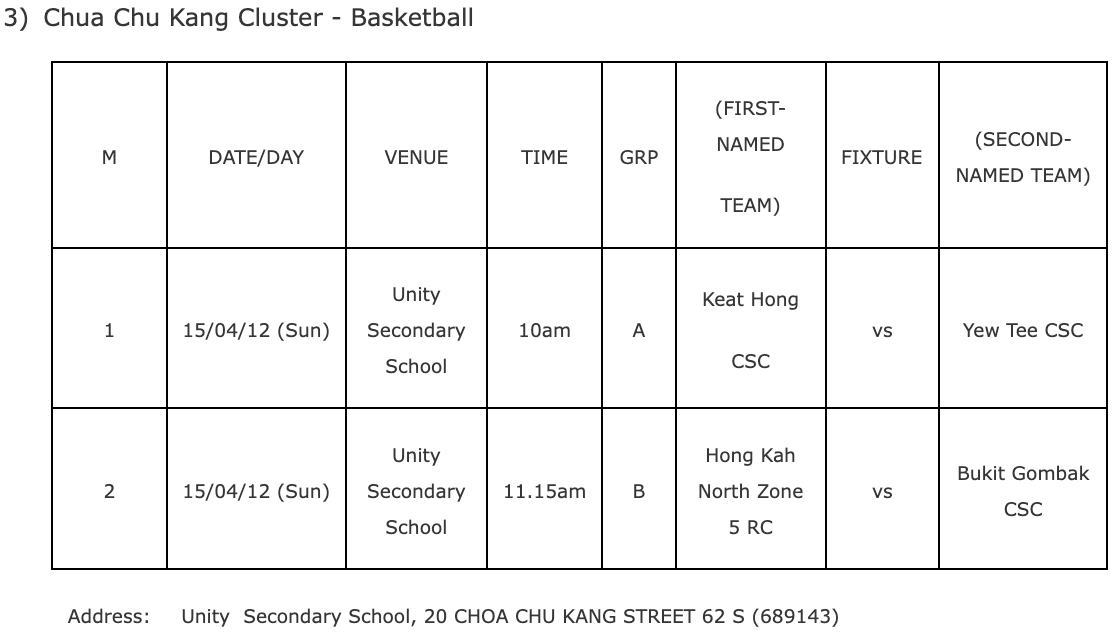 3) Chua Chu Kang Cluster - Basketball
M DATE/DAY VENUE TIME GRP (FIRST-
NAMED
TEAM) FIXTURE (SECOND-
NAMED TEAM)
1 15/04/12 (Sun) Unity
Secondary
School 10am A Keat Hong
CSC vs Yew Tee CSC
2 15/04/12 (Sun) Unity
Secondary
School 11.15am B Hong Kah
North Zone
5 RC vs Bukit Gombak
CSC
Address: Unity Secondary School, 20 CHOA CHU KANG STREET 62 S (689143)